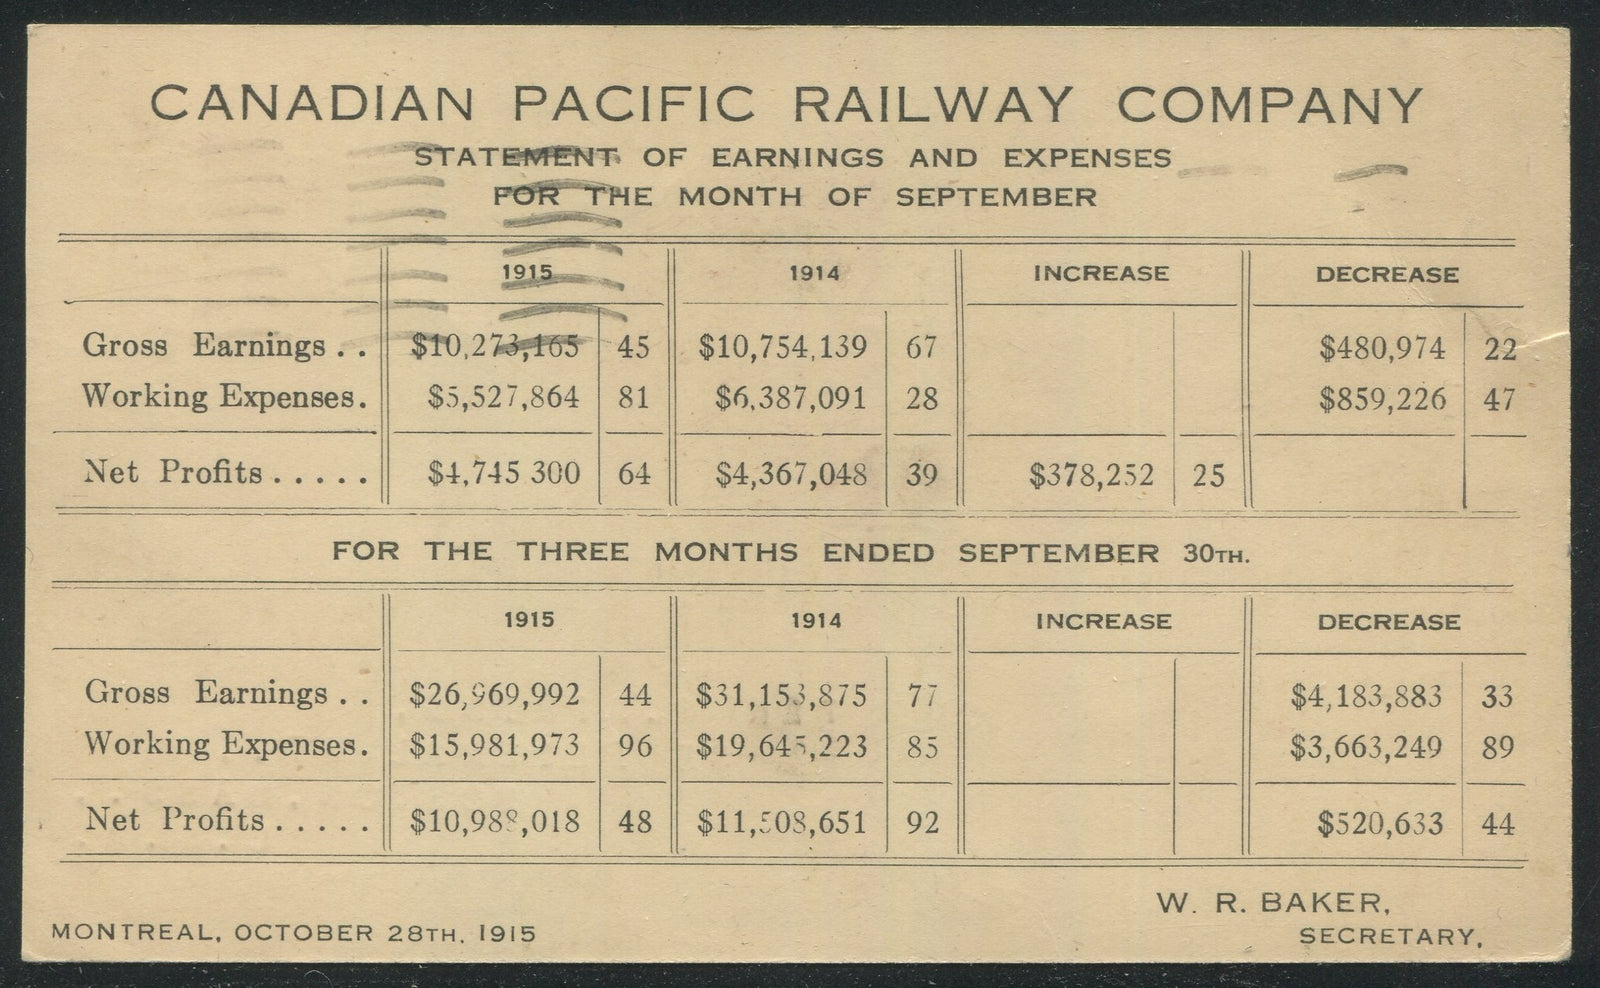 CANADIAN PACIFIC RAILWAY COMPANY
STATEMENT OF EARNINGS AND EXPENSES
FOR THE MONTH OF SEPTEMBER
1915 1914 INCREASE DECREASE
Gross Earnings . . $10,273,165 45 $10,754,139 67 $480,974 22
Working Expenses. $5,527,864 81 $6,387,091 28 $859,226 47
Net Profits . . . . . $4,745 300 64 $4,367,048 39 $378,252 25
FOR THE THREE MONTHS ENDED SEPTEMBER 30TH.
1915 1914 INCREASE DECREASE
Gross Earnings . . $26,969,992 44 $31,153,875 77 $4,183,883 33
Working Expenses. $15,981,973 96 $19,645,223 85 $3,663,249 89
Net Profits . . . . . $10,988,018 48 $11,508,651 92 $520,633 44
W. R. BAKER,
MONTREAL, OCTOBER 28TH. 1915 SECRETARY,